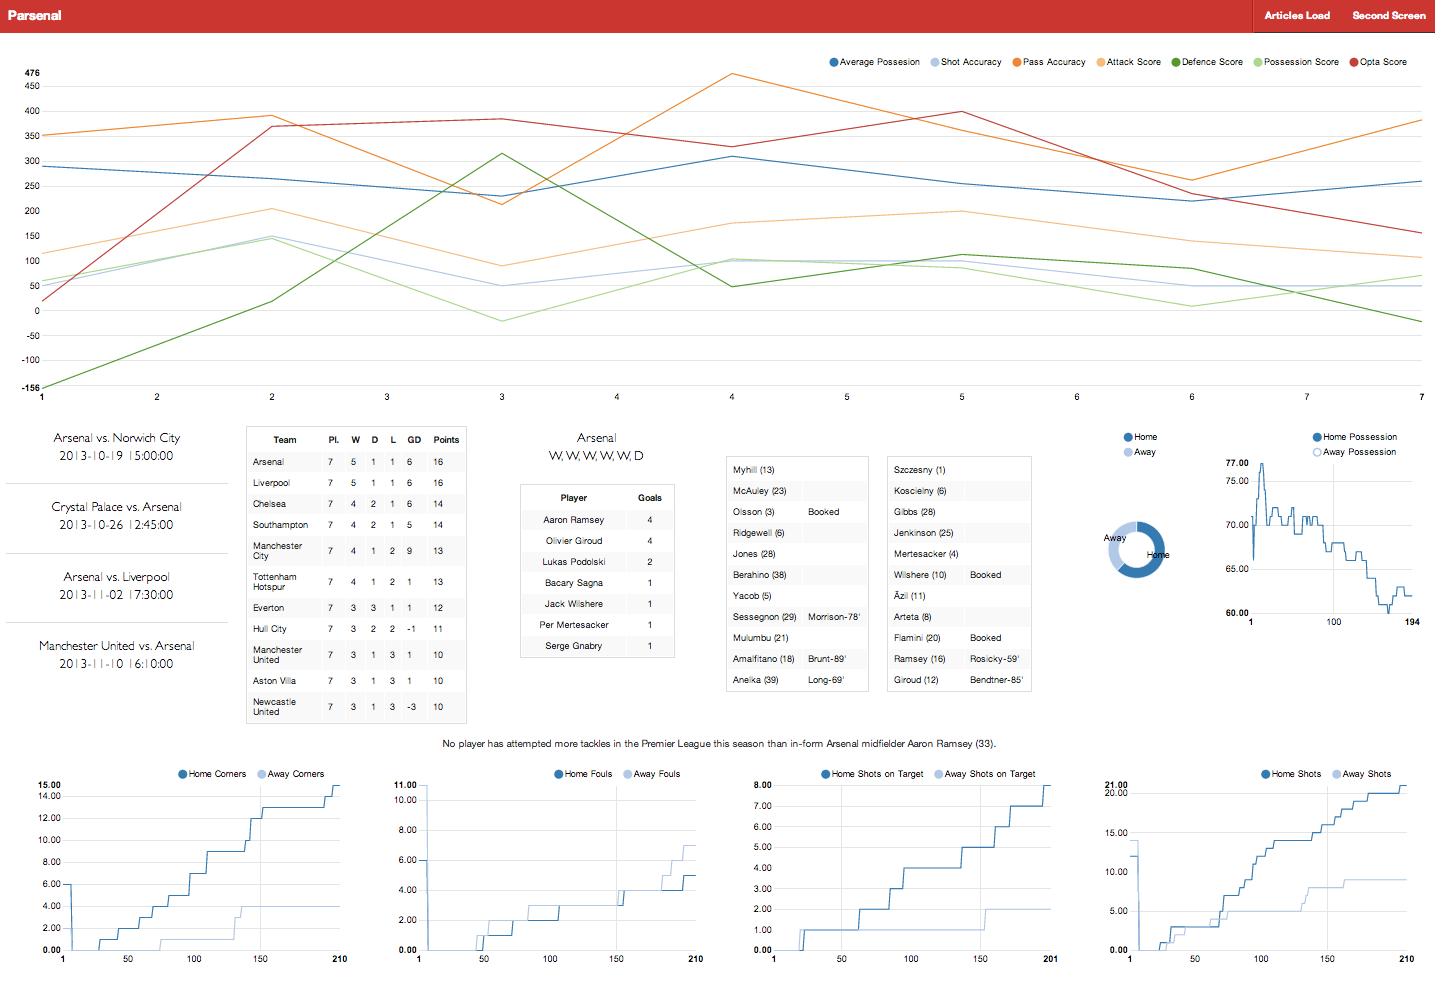 Parsenal
Articles Load Second Screen
Average Possesion Shot Accuracy Pass Accuracy Attack Score Defence Score Possession Score Opta Score
476
450
400
350
300
250
200
150
100
50
0
-50
-100
-156
1 2 2 3 3 4 4 5 5 6 6 7 7
Arsenal vs. Norwich City
2013-10-19 15:00:00
Crystal Palace vs. Arsenal
2013-10-26 12:45:00
Arsenal vs. Liverpool
2013-11-02 17:30:00
Manchester United vs. Arsenal
2013-11-10 16:10:00
Team Pl. W D L GD Points
Arsenal 7 5 1 1 6 16
Liverpool 7 5 1 1 6 16
Chelsea 7 4 2 1 6 14
Southampton 7 4 2 1 5 14
Manchester City 7 4 1 2 9 13
Tottenham Hotspur 7 4 1 2 1 13
Everton 7 3 3 1 1 12
Hull City 7 3 2 2 -1 11
Manchester United 7 3 1 3 1 10
Aston Villa 7 3 1 3 1 10
Newcastle United 7 3 1 3 -3 10
Arsenal
W, W, W, W, W, D
Player Goals
Aaron Ramsey 4
Olivier Giroud 4
Lukas Podolski 2
Bacary Sagna 1
Jack Wilshere 1
Per Mertesacker 1
Serge Gnabry 1
Myhill (13)
McAuley (23)
Olsson (3) Booked
Ridgewell (6)
Jones (28)
Berahino (38)
Yacob (5)
Sessegnon (29) Morrison-78'
Mulumbu (21)
Amalfitano (18) Brunt-89'
Anelka (39) Long-69'
Szczesny (1)
Koscielny (6)
Gibbs (28)
Jenkinson (25)
Mertesacker (4)
Wilshere (10) Booked
Ãzil (11)
Arteta (8)
Flamini (20) Booked
Ramsey (16) Rosicky-59'
Giroud (12) Bendtner-85'
Home
Away
Away
Home
Home Possession
Away Possession
77.00
75.00
70.00
65.00
60.00
1 100 194
No player has attempted more tackles in the Premier League this season than in-form Arsenal midfielder Aaron Ramsey (33).
Home Corners Away Corners
15.00
14.00
12.00
10.00
8.00
6.00
4.00
2.00
0.00
1 50 100 150 210
Home Fouls Away Fouls
11.00
10.00
8.00
6.00
4.00
2.00
0.00
1 50 100 150 210
Home Shots on Target Away Shots on Target
8.00
7.00
6.00
5.00
4.00
3.00
2.00
1.00
0.00
1 50 100 150 201
Home Shots Away Shots
21.00
20.00
15.00
10.00
5.00
0.00
1 50 100 150 210